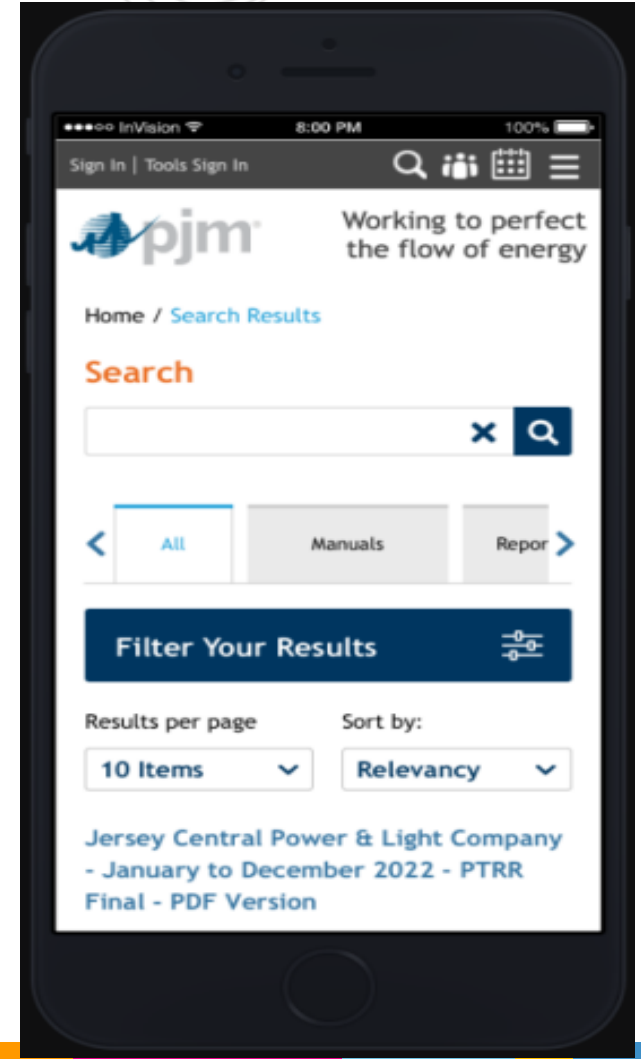 InVision 8:00 PM 100%
Sign In | Tools Sign In
pjm
Working to perfect
the flow of energy
Home / Search Results
Search
All Manuals Repor
Filter Your Results
Results per page Sort by:
10 Items Relevancy
Jersey Central Power & Light Company
- January to December 2022 - PTRR
Final - PDF Version